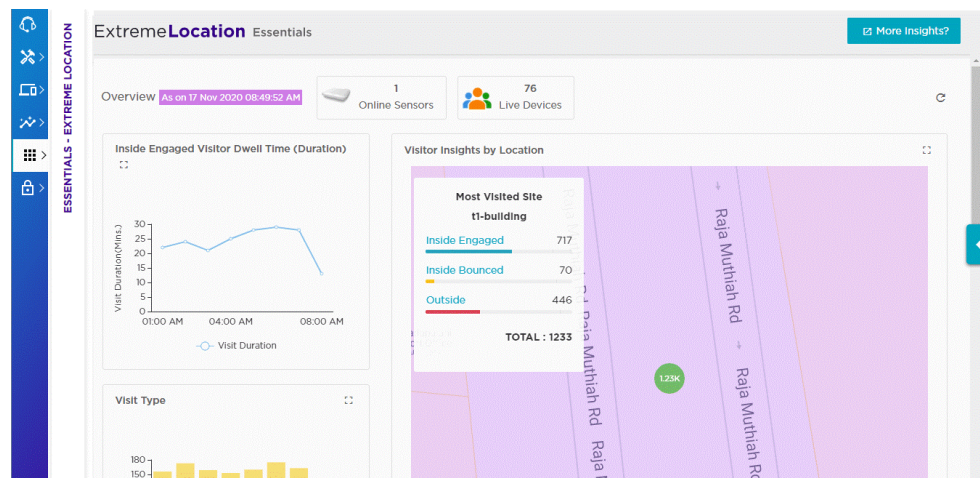 ESSENTIALS - EXTREME LOCATION
ExtremeLocation Essentials
More Insights?
Overview As on 17 Nov 2020 08:49:52 AM
1
Online Sensors
76
Live Devices
Inside Engaged Visitor Dwell Time (Duration)
Visit Duration(Mins.)
30
25
20
15
10
5
0
01:00 AM 04:00 AM 08:00 AM
Visit Duration
Visit Type
180
150
Visitor Insights by Location
Most Visited Site
t1-building
Inside Engaged 717
Inside Bounced 70
Outside 446
TOTAL : 1233
Raja Muthiah Rd
Raja Muthiah Rd
Raja Muthiah Rd
1.23K